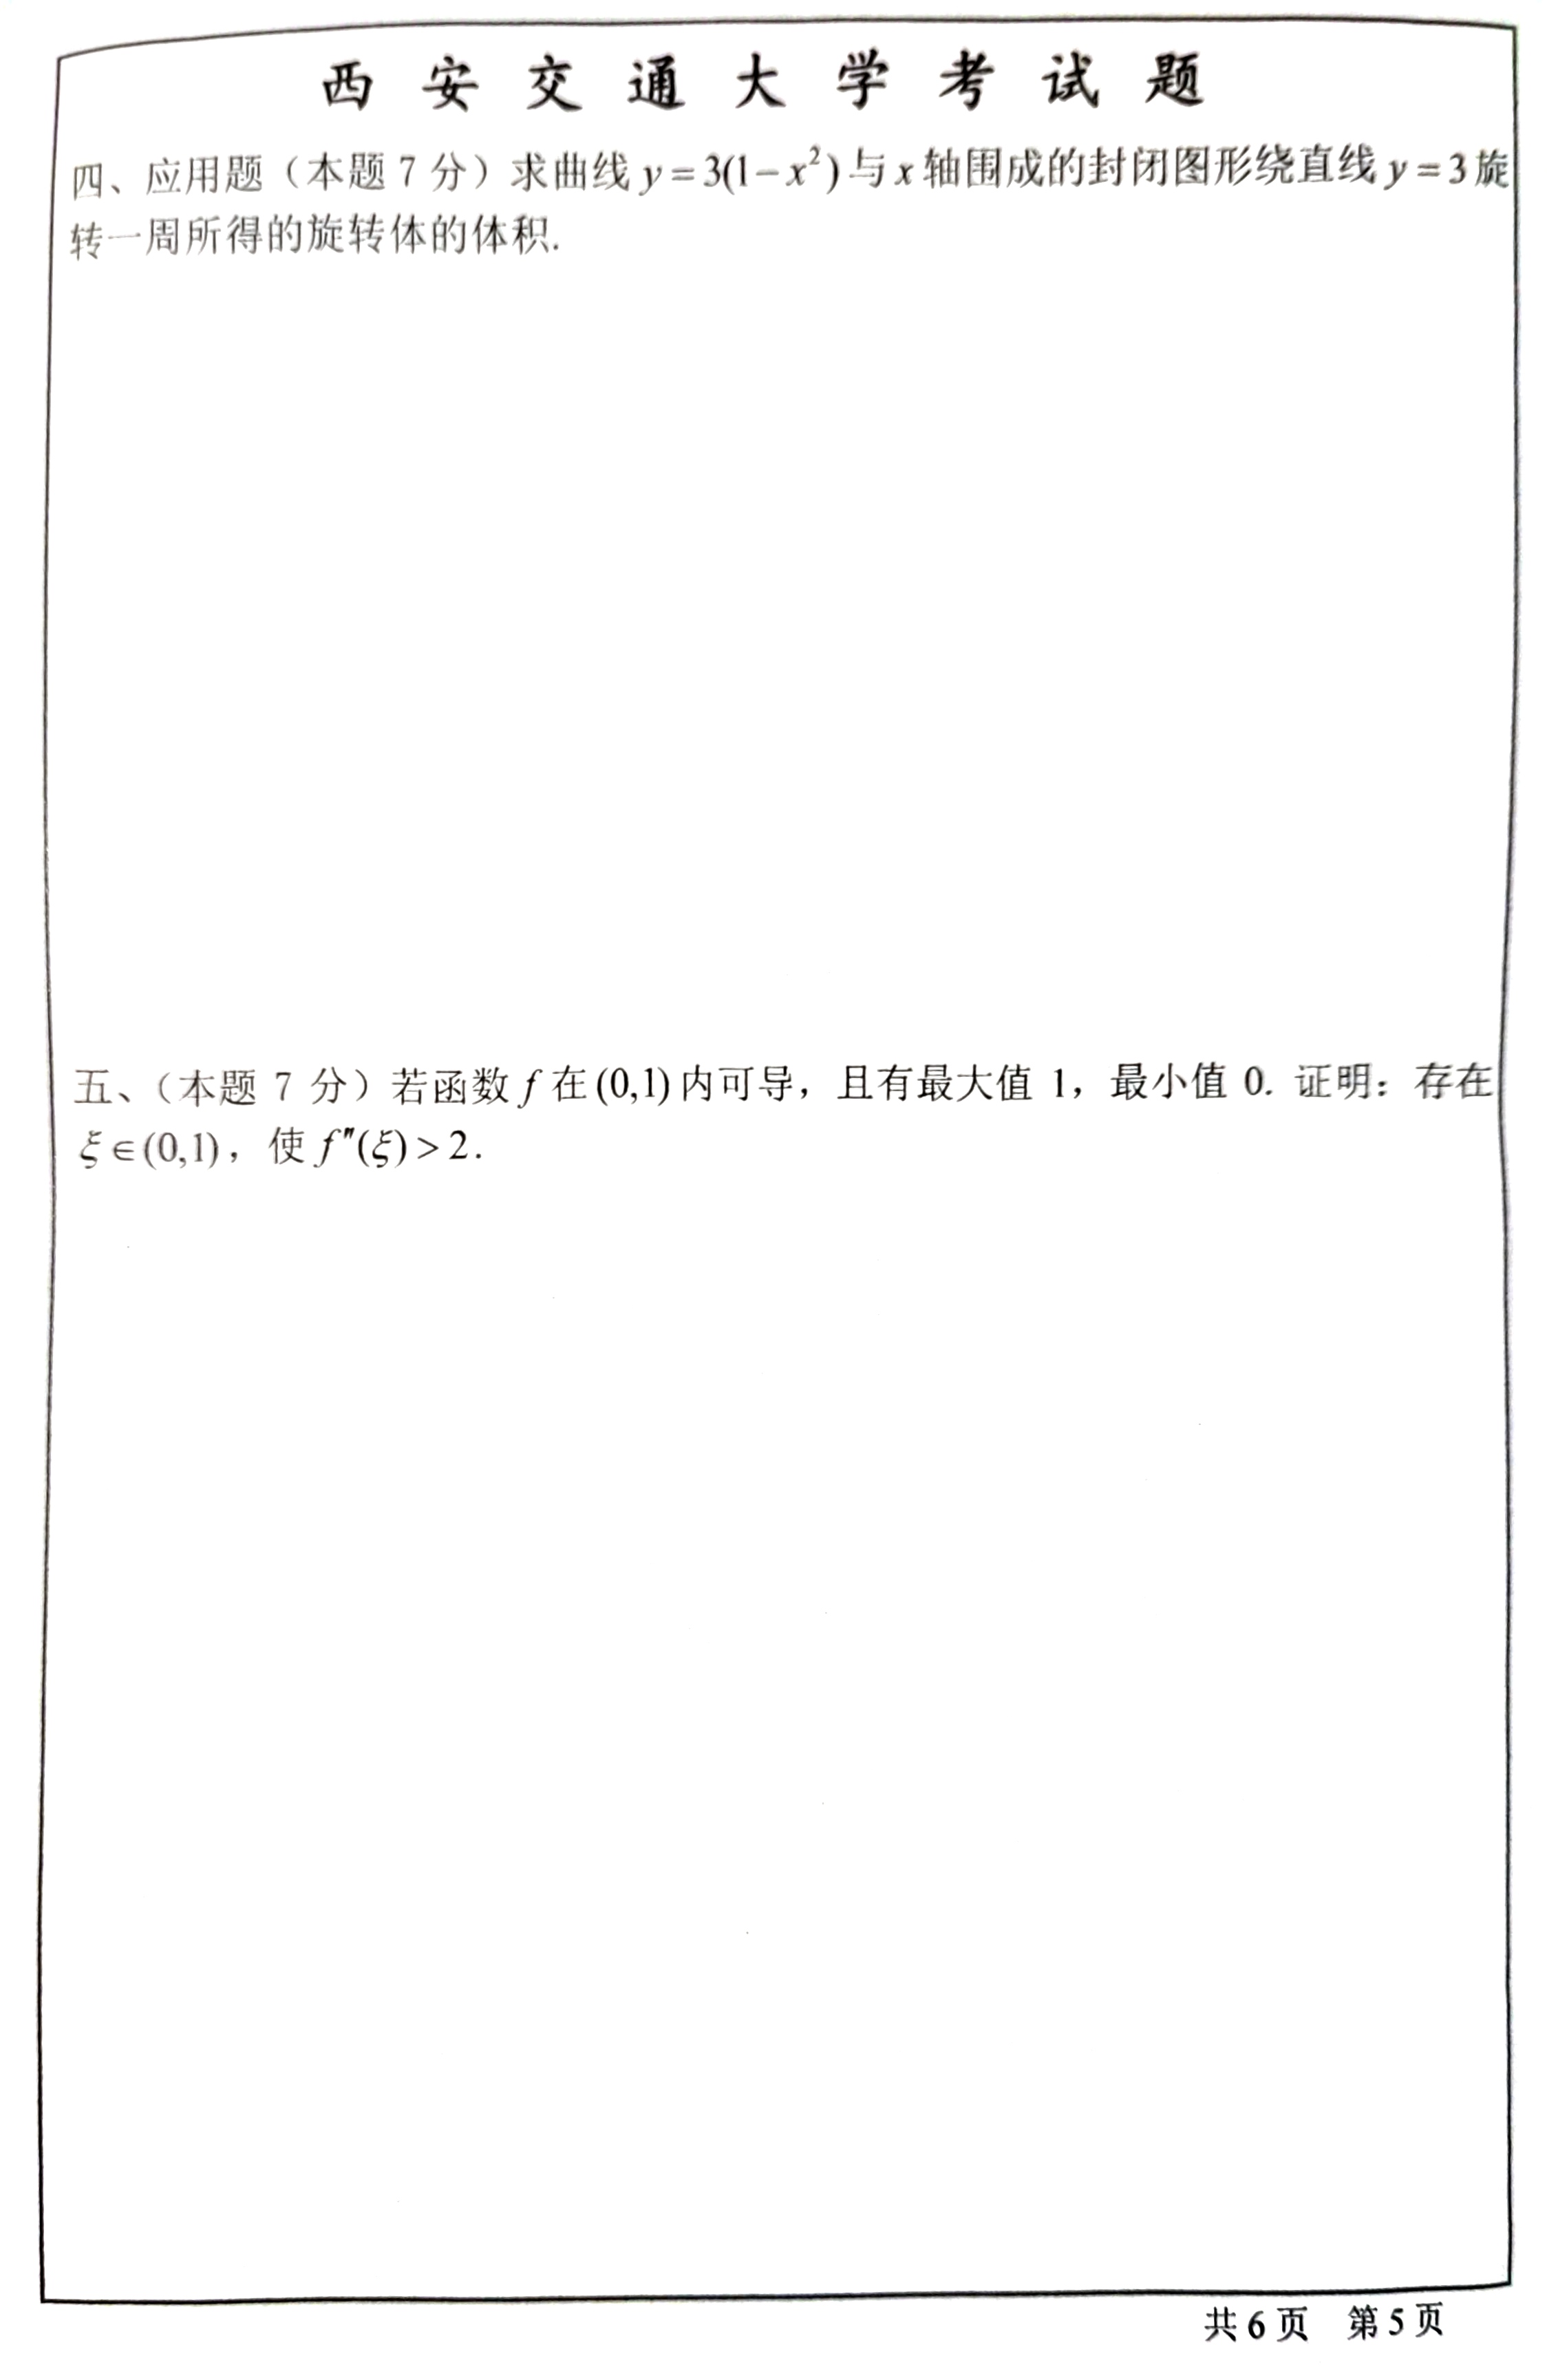 西安交通大学考试题
四、应用题（本题 7 分）求曲线 y=3(1-x²) 与 x 轴围成的封闭图形绕直线 y=3 旋
转一周所得的旋转体的体积.
五、（本题 7 分）若函数 f 在 (0,1) 内可导，且有最大值 1，最小值 0. 证明：存在
ξ∈(0,1)，使 f″(ξ)>2.
共 6 页 第 5 页